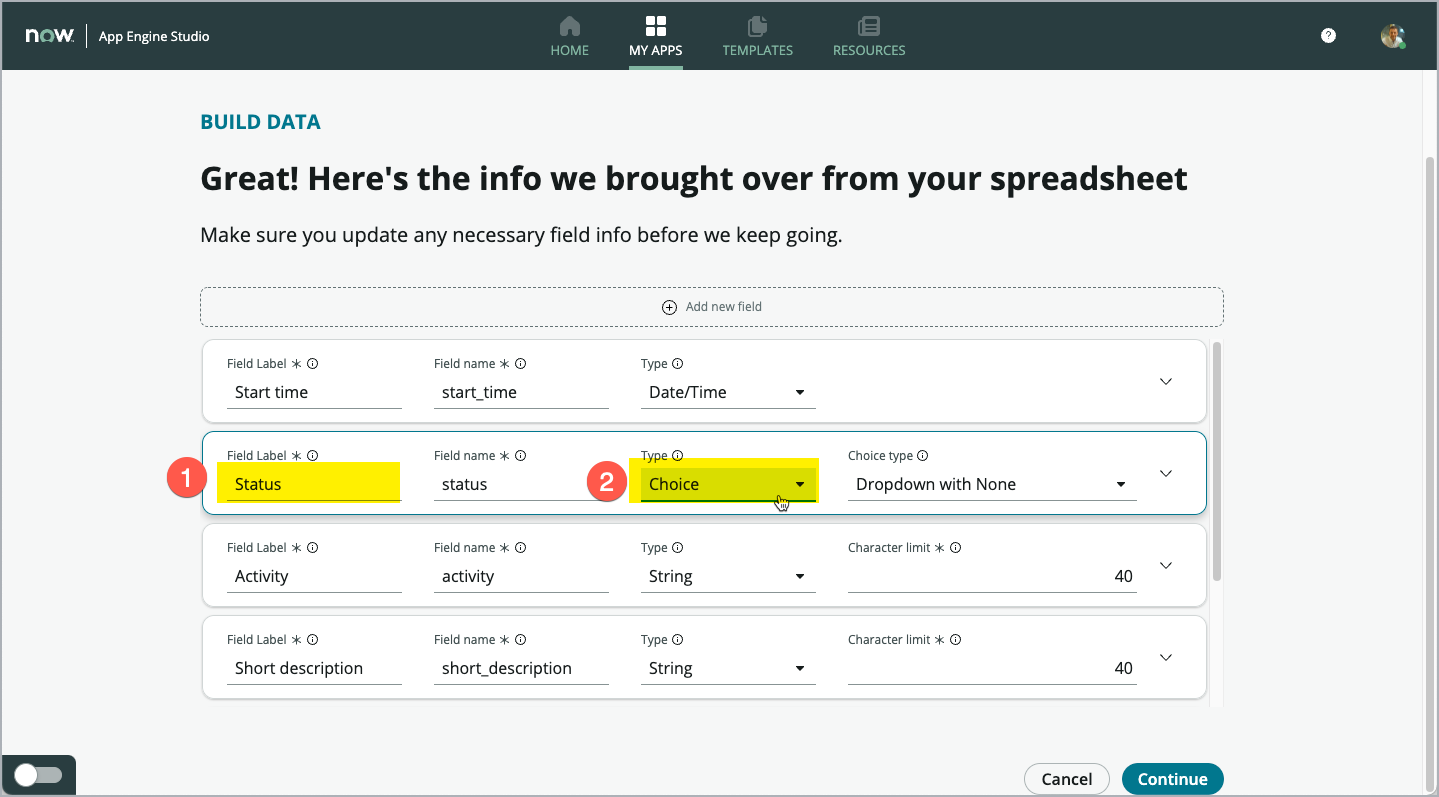 now. App Engine Studio
HOME MY APPS TEMPLATES RESOURCES ?
BUILD DATA
Great! Here's the info we brought over from your spreadsheet
Make sure you update any necessary field info before we keep going.
Add new field
Field Label * Field name * Type
Start time start_time Date/Time
Field Label * Field name * Type Choice type
1 Status status 2 Choice Dropdown with None
Field Label * Field name * Type Character limit *
Activity activity String 40
Field Label * Field name * Type Character limit *
Short description short_description String 40
Cancel Continue